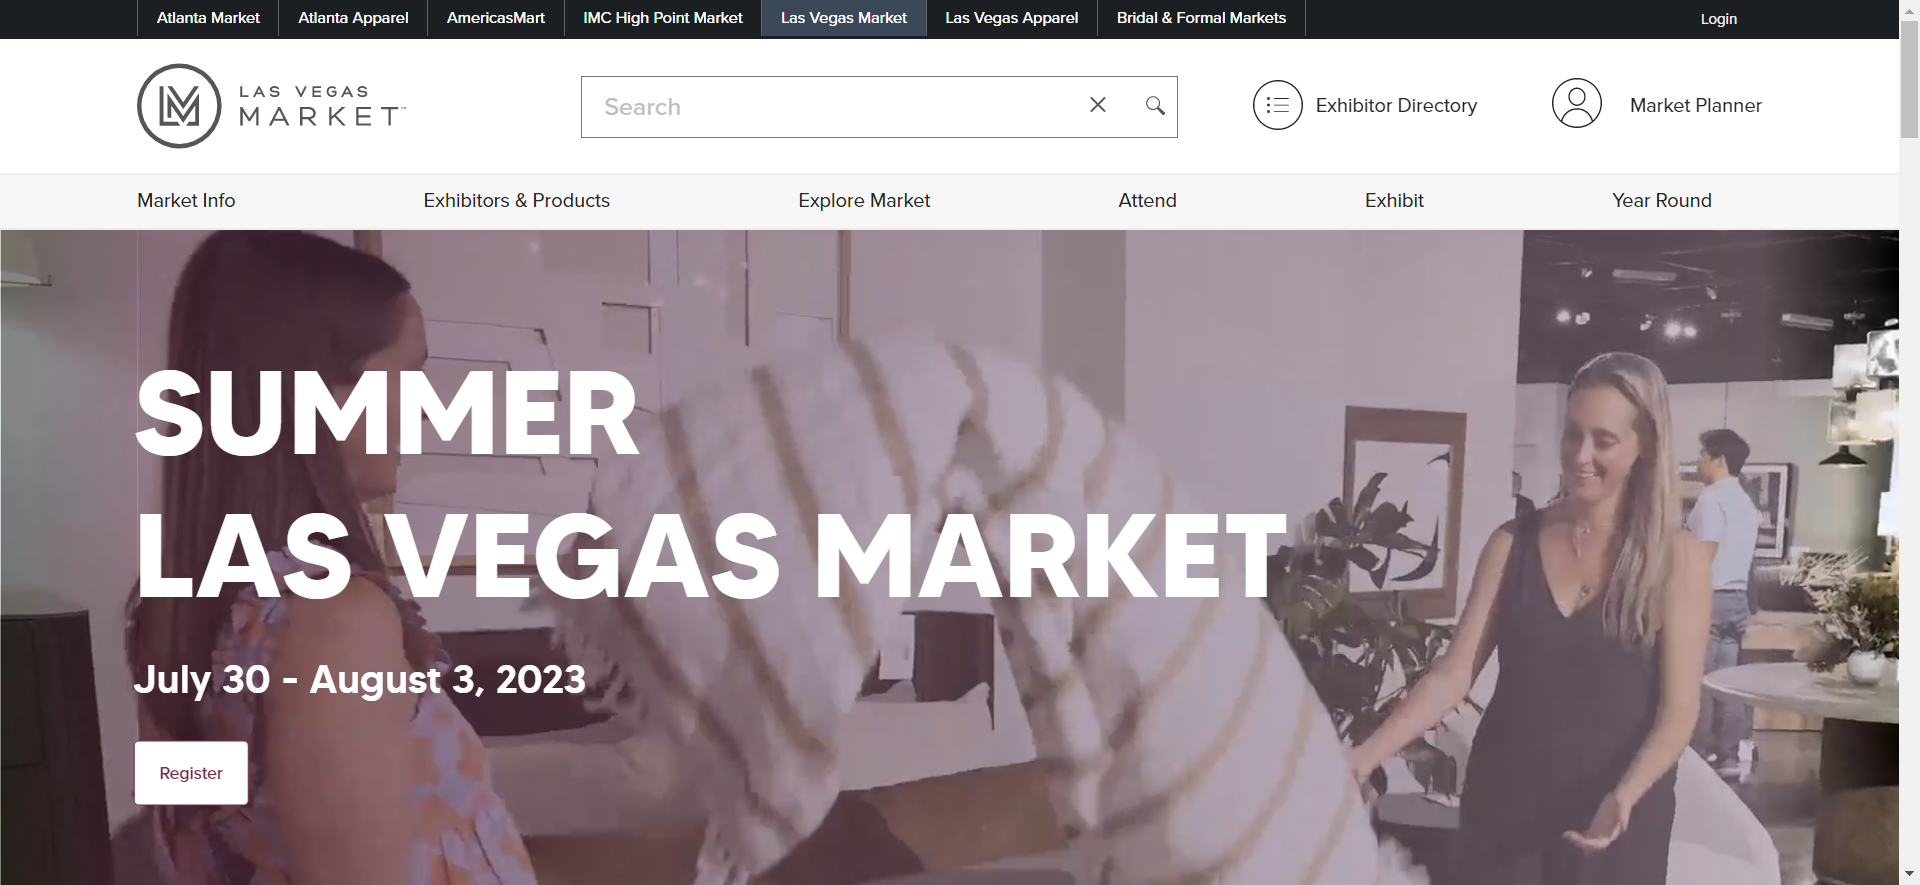 Atlanta Market Atlanta Apparel AmericasMart IMC High Point Market Las Vegas Market Las Vegas Apparel Bridal & Formal Markets Login
LAS VEGAS
MARKET™
Search
Exhibitor Directory
Market Planner
Market Info Exhibitors & Products Explore Market Attend Exhibit Year Round
SUMMER
LAS VEGAS MARKET
July 30 - August 3, 2023
Register